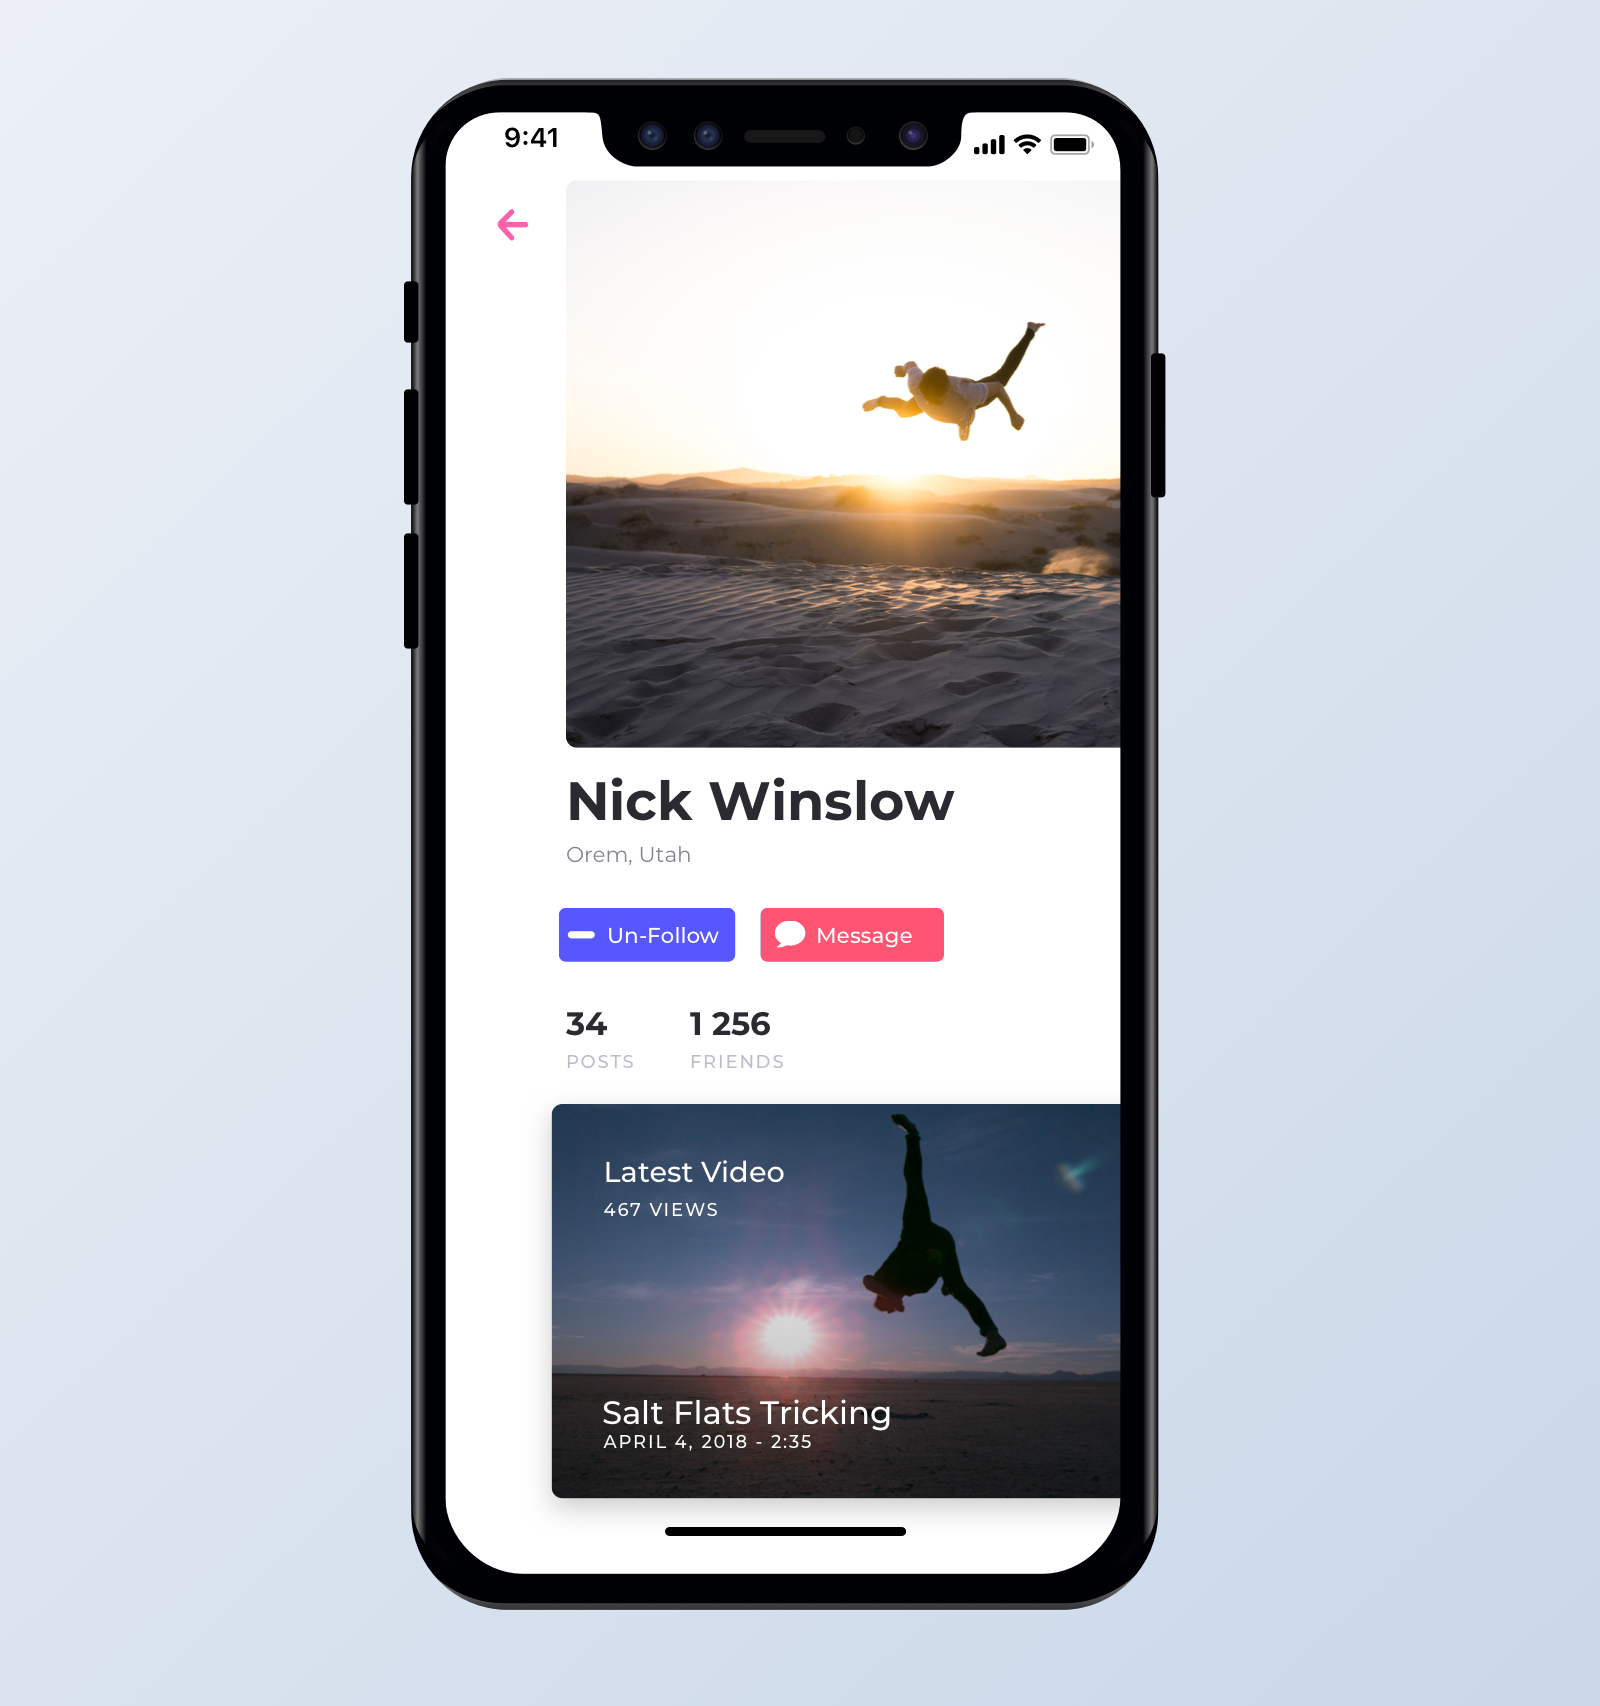 9:41
Nick Winslow
Orem, Utah
Un-Follow
Message
34
1 256
POSTS
FRIENDS
Latest Video
467 VIEWS
Salt Flats Tricking
APRIL 4, 2018 - 2:35